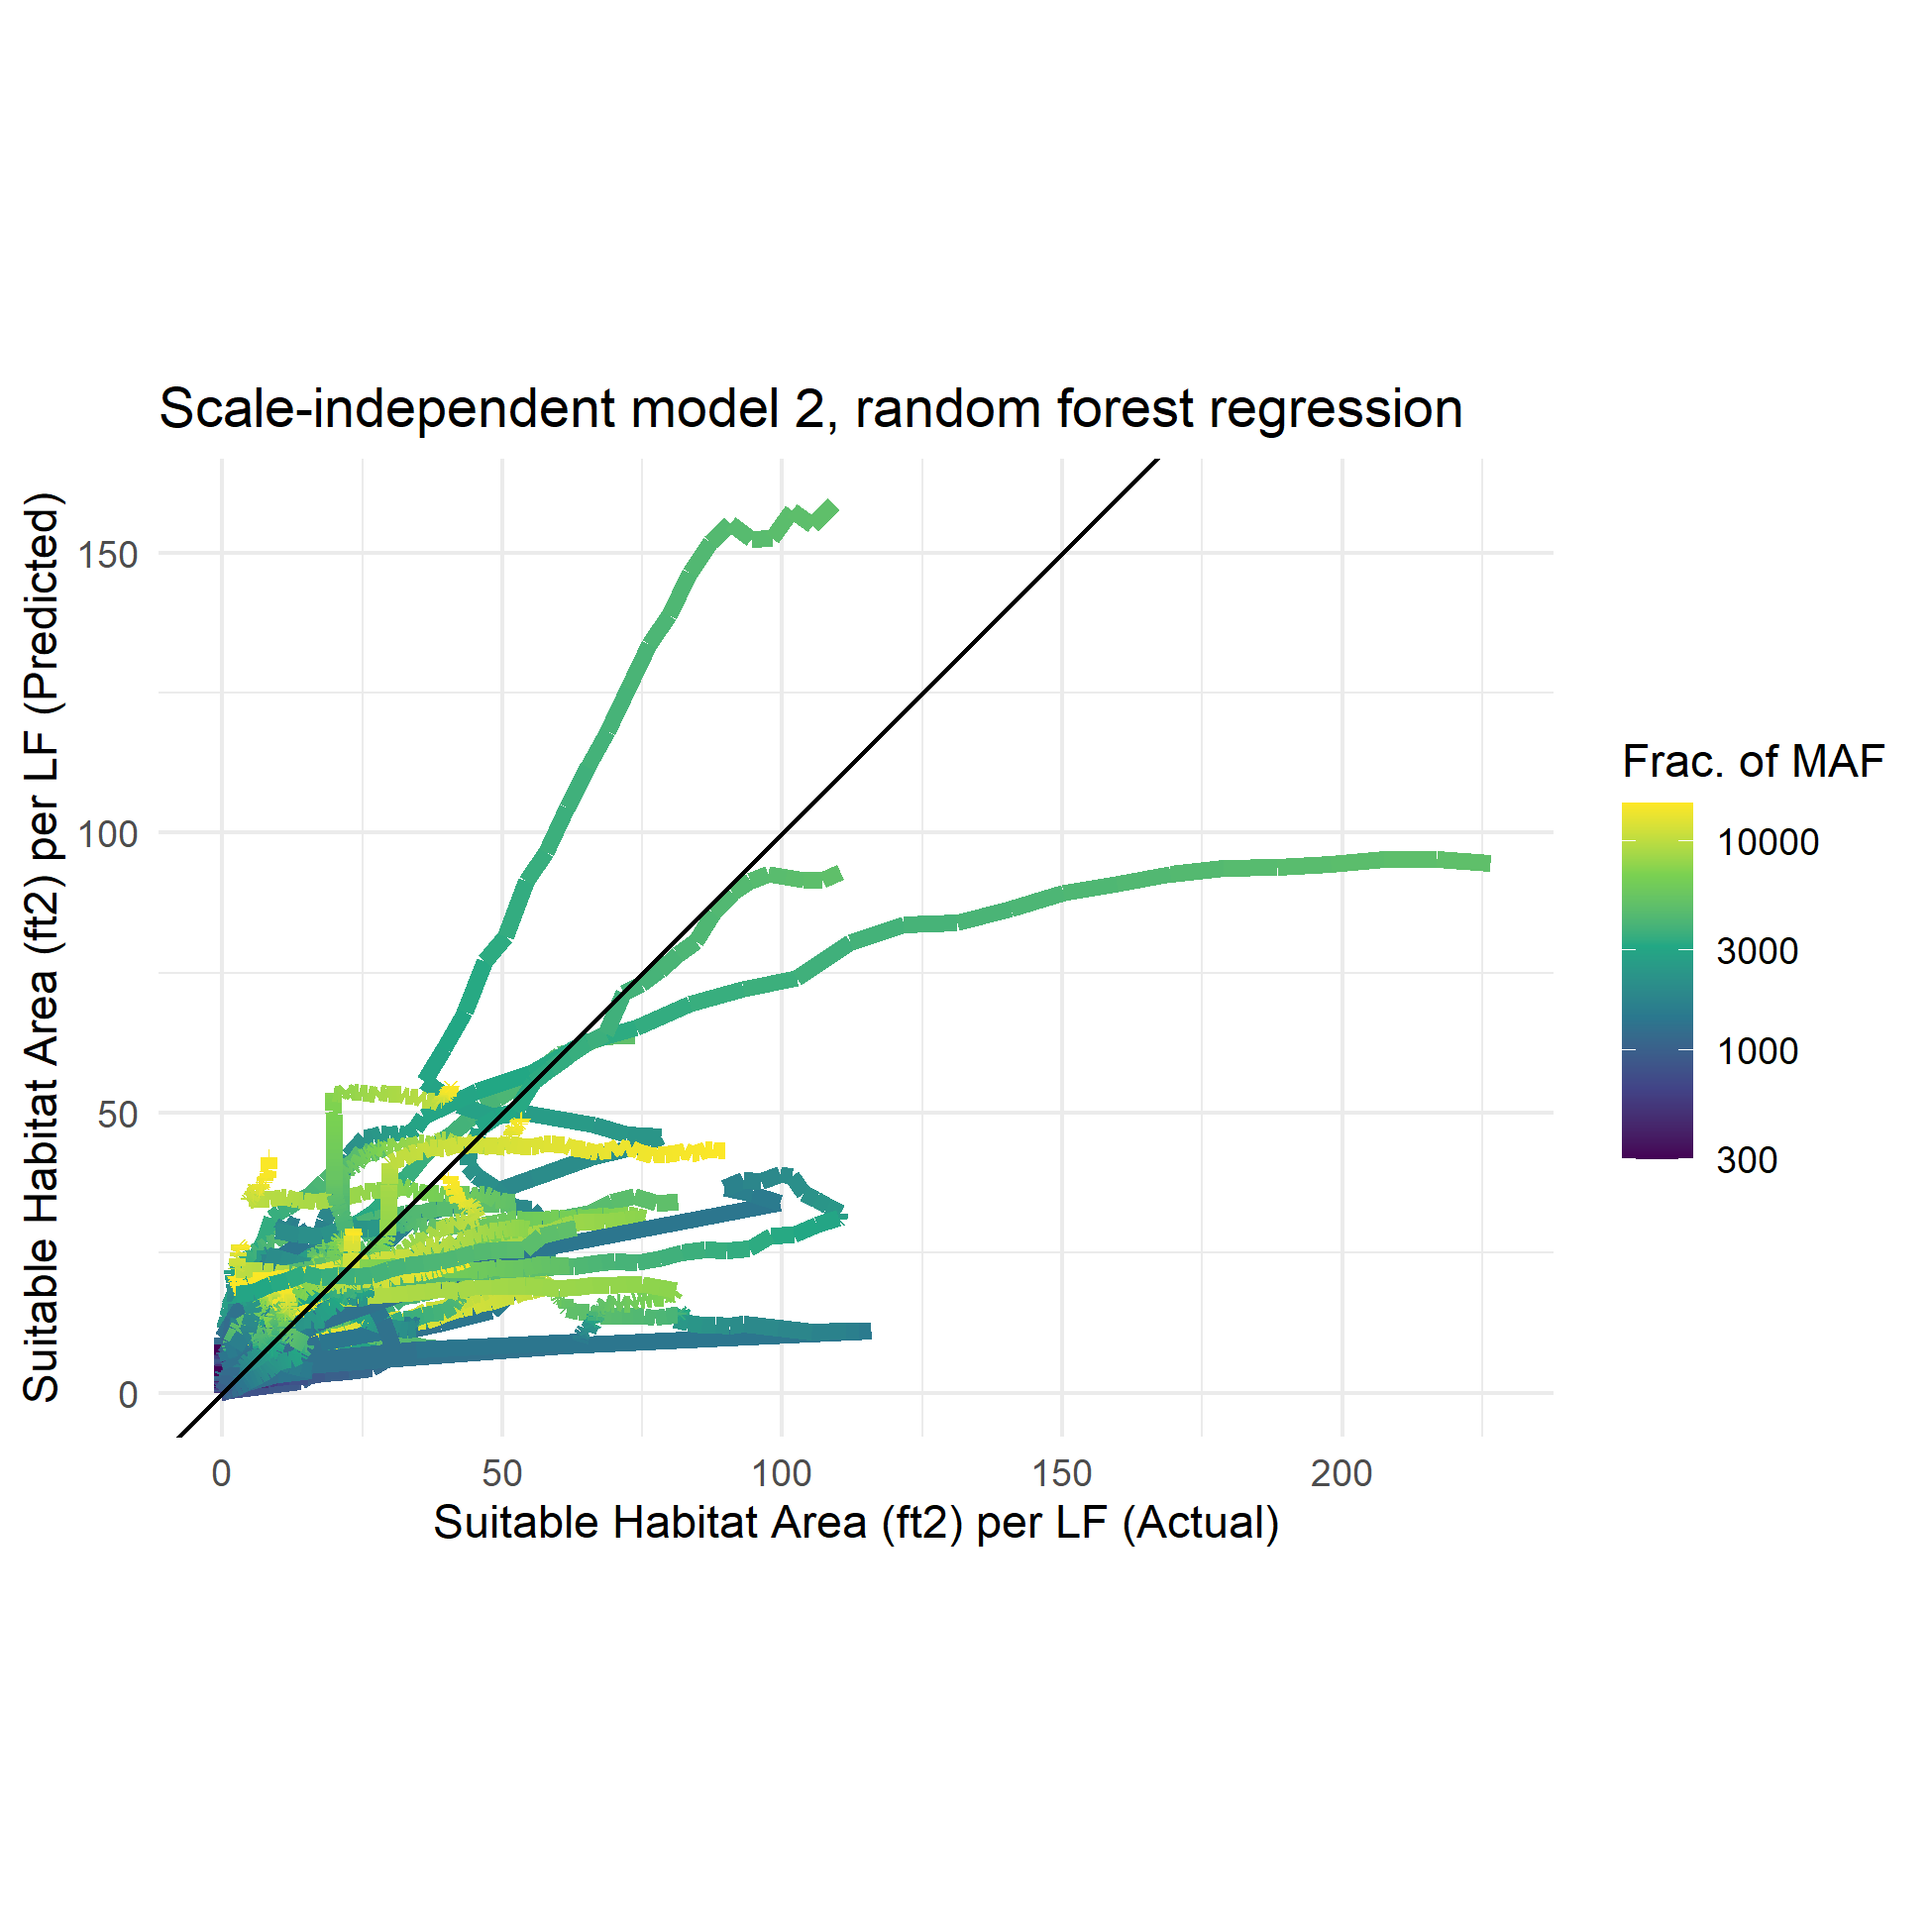 Scale-independent model 2, random forest regression
Suitable Habitat Area (ft2) per LF (Predicted)
150
100
50
0
0 50 100 150 200
Suitable Habitat Area (ft2) per LF (Actual)
Frac. of MAF
10000
3000
1000
300